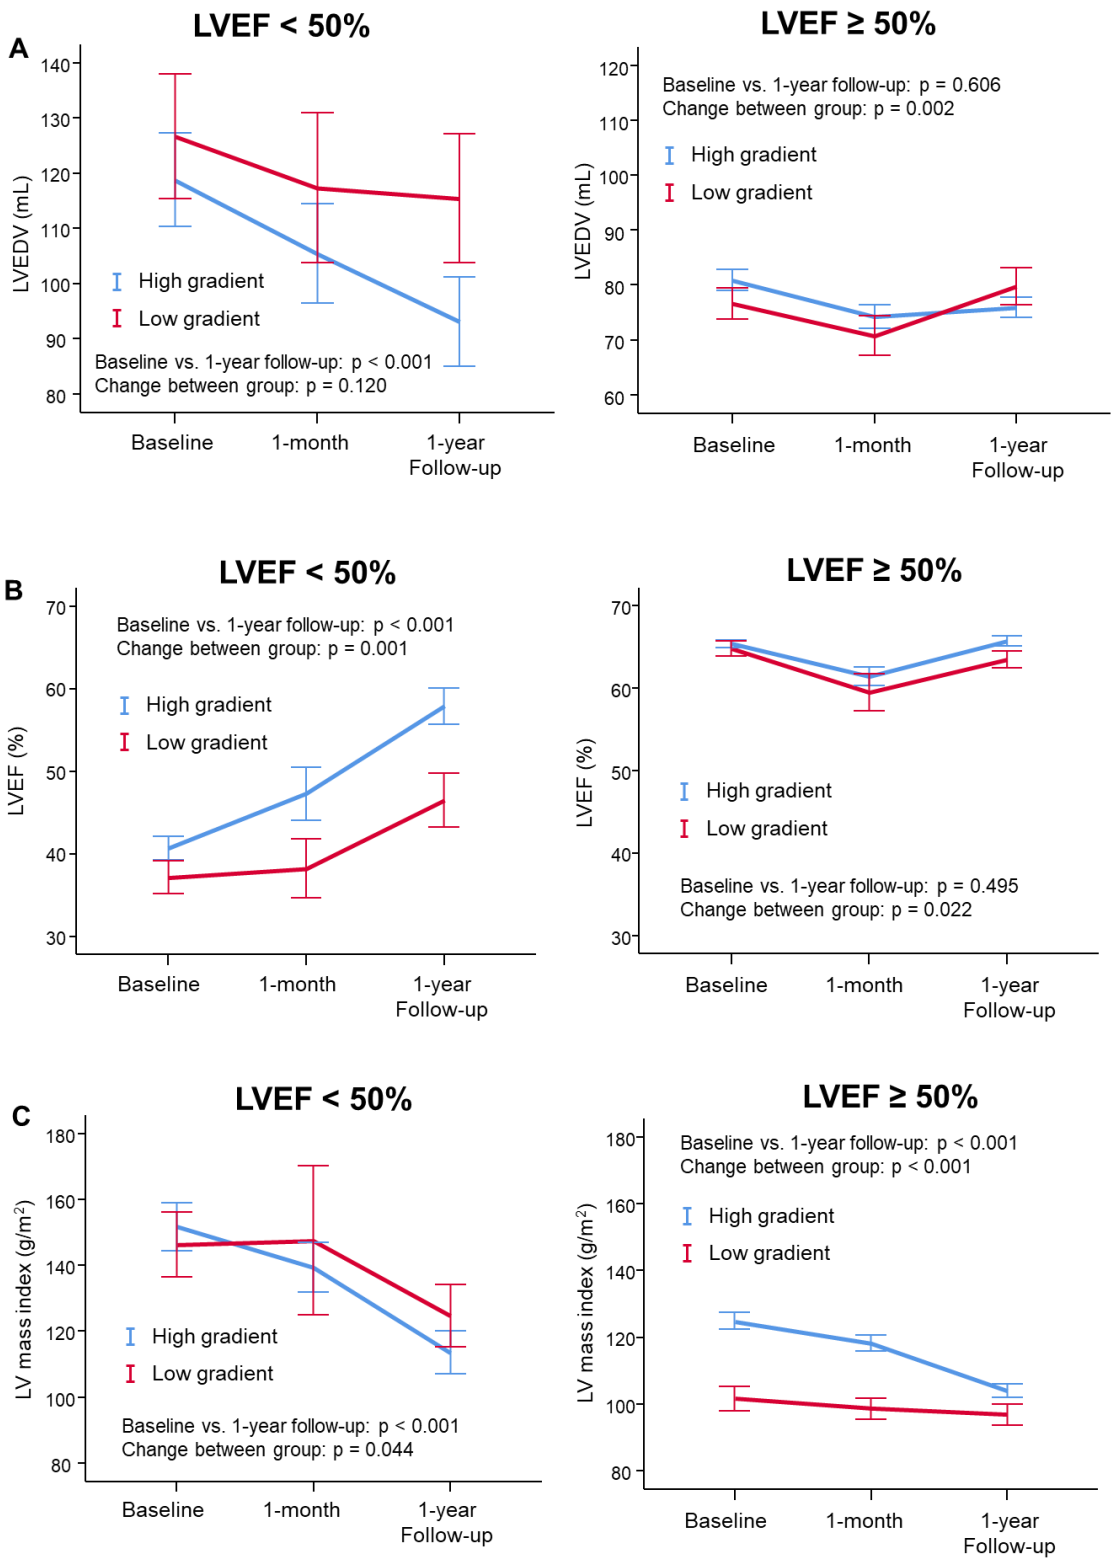 A
LVEF < 50%
LVEDV (mL)
140
130
120
110
100
90
80
High gradient
Low gradient
Baseline vs. 1-year follow-up: p < 0.001
Change between group: p = 0.120
Baseline
1-month
1-year
Follow-up
LVEF ≥ 50%
LVEDV (mL)
120
110
100
90
80
70
60
Baseline vs. 1-year follow-up: p = 0.606
Change between group: p = 0.002
High gradient
Low gradient
Baseline
1-month
1-year
Follow-up
B
LVEF < 50%
LVEF (%)
70
60
50
40
30
Baseline vs. 1-year follow-up: p < 0.001
Change between group: p = 0.001
High gradient
Low gradient
Baseline
1-month
1-year
Follow-up
LVEF ≥ 50%
LVEF (%)
70
60
50
40
30
High gradient
Low gradient
Baseline vs. 1-year follow-up: p = 0.495
Change between group: p = 0.022
Baseline
1-month
1-year
Follow-up
C
LVEF < 50%
LV mass index (g/m²)
180
160
140
120
100
80
High gradient
Low gradient
Baseline vs. 1-year follow-up: p < 0.001
Change between group: p = 0.044
Baseline
1-month
1-year
Follow-up
LVEF ≥ 50%
LV mass index (g/m²)
180
160
140
120
100
80
Baseline vs. 1-year follow-up: p < 0.001
Change between group: p < 0.001
High gradient
Low gradient
Baseline
1-month
1-year
Follow-up